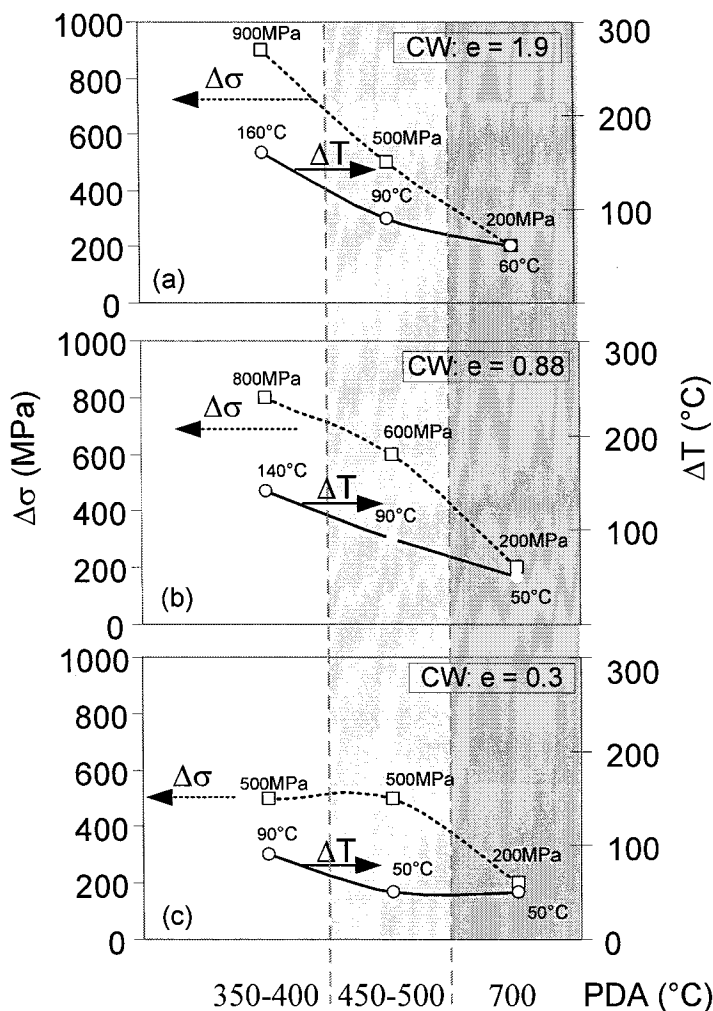 1000
900MPa
CW: e = 1.9
300
800
Δσ
600
160°C
500MPa
200
ΔT
400
90°C
200MPa
100
200
60°C
(a)
0
0
1000
800MPa
CW: e = 0.88
300
800
Δσ
600MPa
600
200
140°C
ΔT
400
90°C
100
200MPa
200
50°C
(b)
0
0
Δσ (MPa)
ΔT (°C)
1000
CW: e = 0.3
300
800
200
600
Δσ
500MPa
500MPa
400
90°C
ΔT
100
200MPa
200
50°C
50°C
(c)
0
0
350-400
450-500
700
PDA (°C)